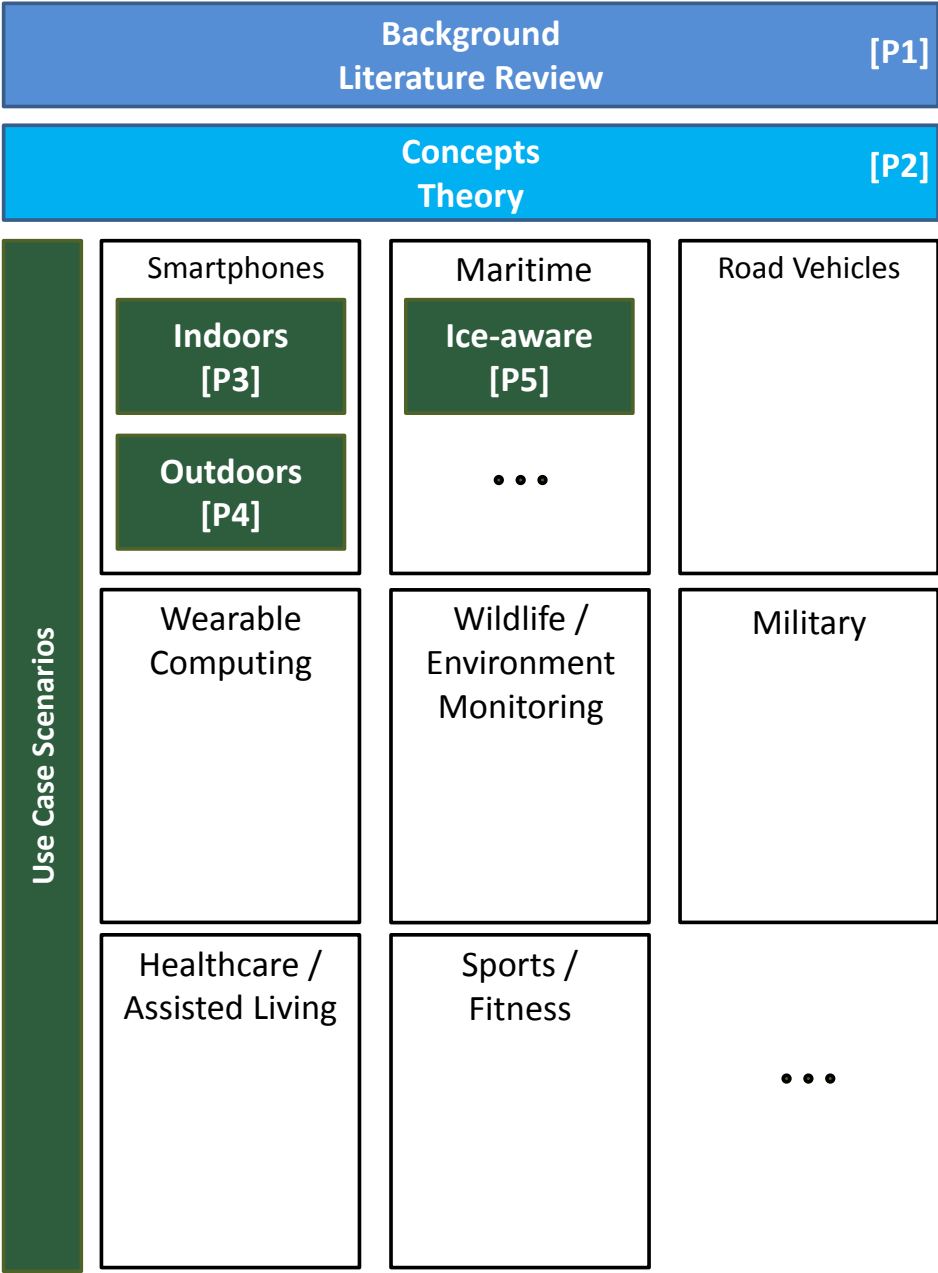 Background
Literature Review
[P1]
Concepts
Theory
[P2]
Use Case Scenarios
Smartphones
Indoors
[P3]
Outdoors
[P4]
Maritime
Ice-aware
[P5]
...
Road Vehicles
Wearable
Computing
Wildlife /
Environment
Monitoring
Military
Healthcare /
Assisted Living
Sports /
Fitness
...